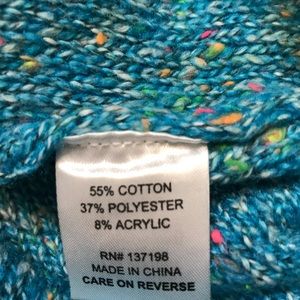 55% COTTON
37% POLYESTER
8% ACRYLIC
RN# 137198
MADE IN CHINA
CARE ON REVERSE